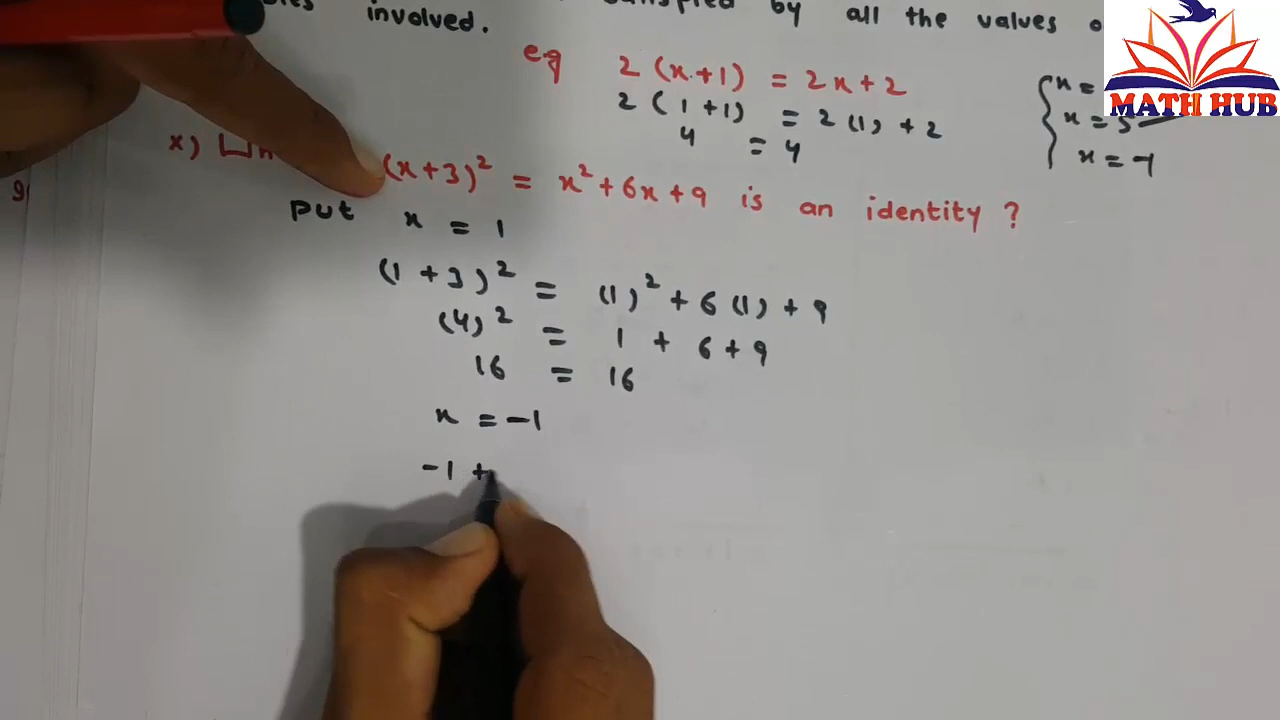 involved. by all the values
eg 2 (x+1) = 2x+2
2 ( 1 +1) = 2 (1) + 2
4 = 4
x =
x = 5
x = -1
MATH HUB
x)
(x+3)² = x²+6x+9 is an identity ?
Put x = 1
(1 +3)² = (1)² + 6 (1) + 9
(4)² = 1 + 6+9
16 = 16
x = -1
-1 +